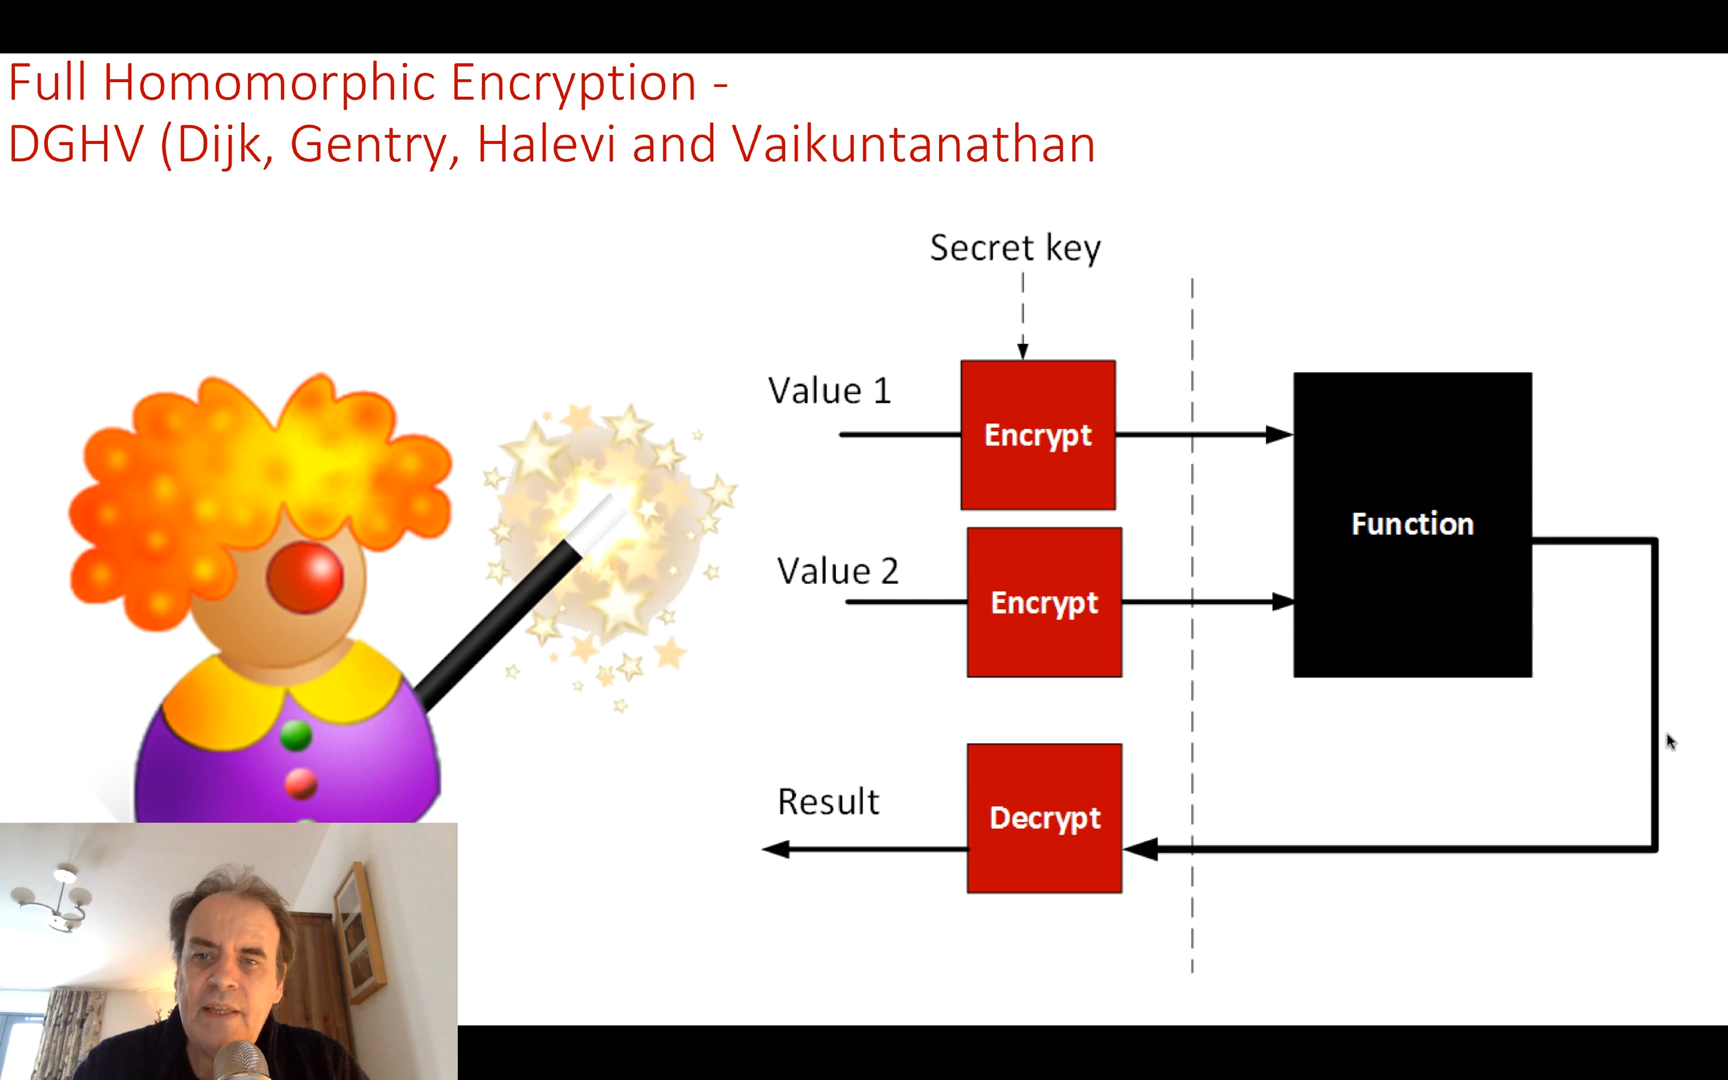 Full Homomorphic Encryption -
DGHV (Dijk, Gentry, Halevi and Vaikuntanathan
Secret key
Value 1
Encrypt
Function
Value 2
Encrypt
Result
Decrypt